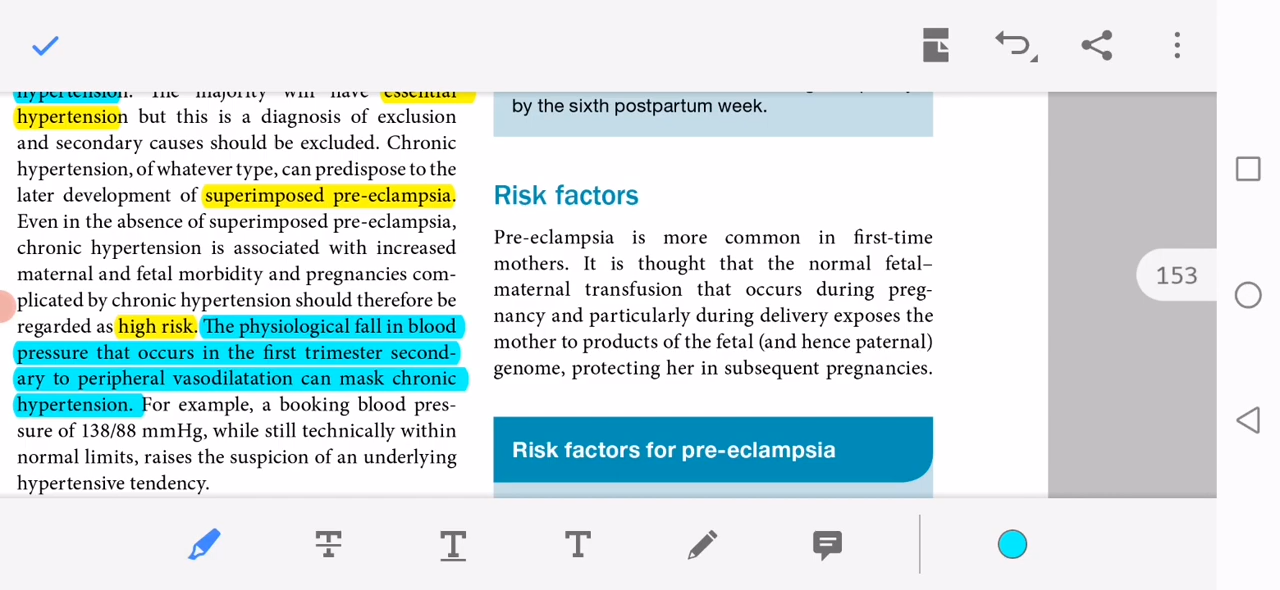 hypertension. The majority will have essential
hypertension but this is a diagnosis of exclusion
and secondary causes should be excluded. Chronic
hypertension, of whatever type, can predispose to the
later development of superimposed pre-eclampsia.
Even in the absence of superimposed pre-eclampsia,
chronic hypertension is associated with increased
maternal and fetal morbidity and pregnancies com-
plicated by chronic hypertension should therefore be
regarded as high risk. The physiological fall in blood
pressure that occurs in the first trimester second-
ary to peripheral vasodilatation can mask chronic
hypertension. For example, a booking blood pres-
sure of 138/88 mmHg, while still technically within
normal limits, raises the suspicion of an underlying
hypertensive tendency.
by the sixth postpartum week.
Risk factors
Pre-eclampsia is more common in first-time
mothers. It is thought that the normal fetal–
maternal transfusion that occurs during preg-
nancy and particularly during delivery exposes the
mother to products of the fetal (and hence paternal)
genome, protecting her in subsequent pregnancies.
Risk factors for pre-eclampsia
153
T
T
T